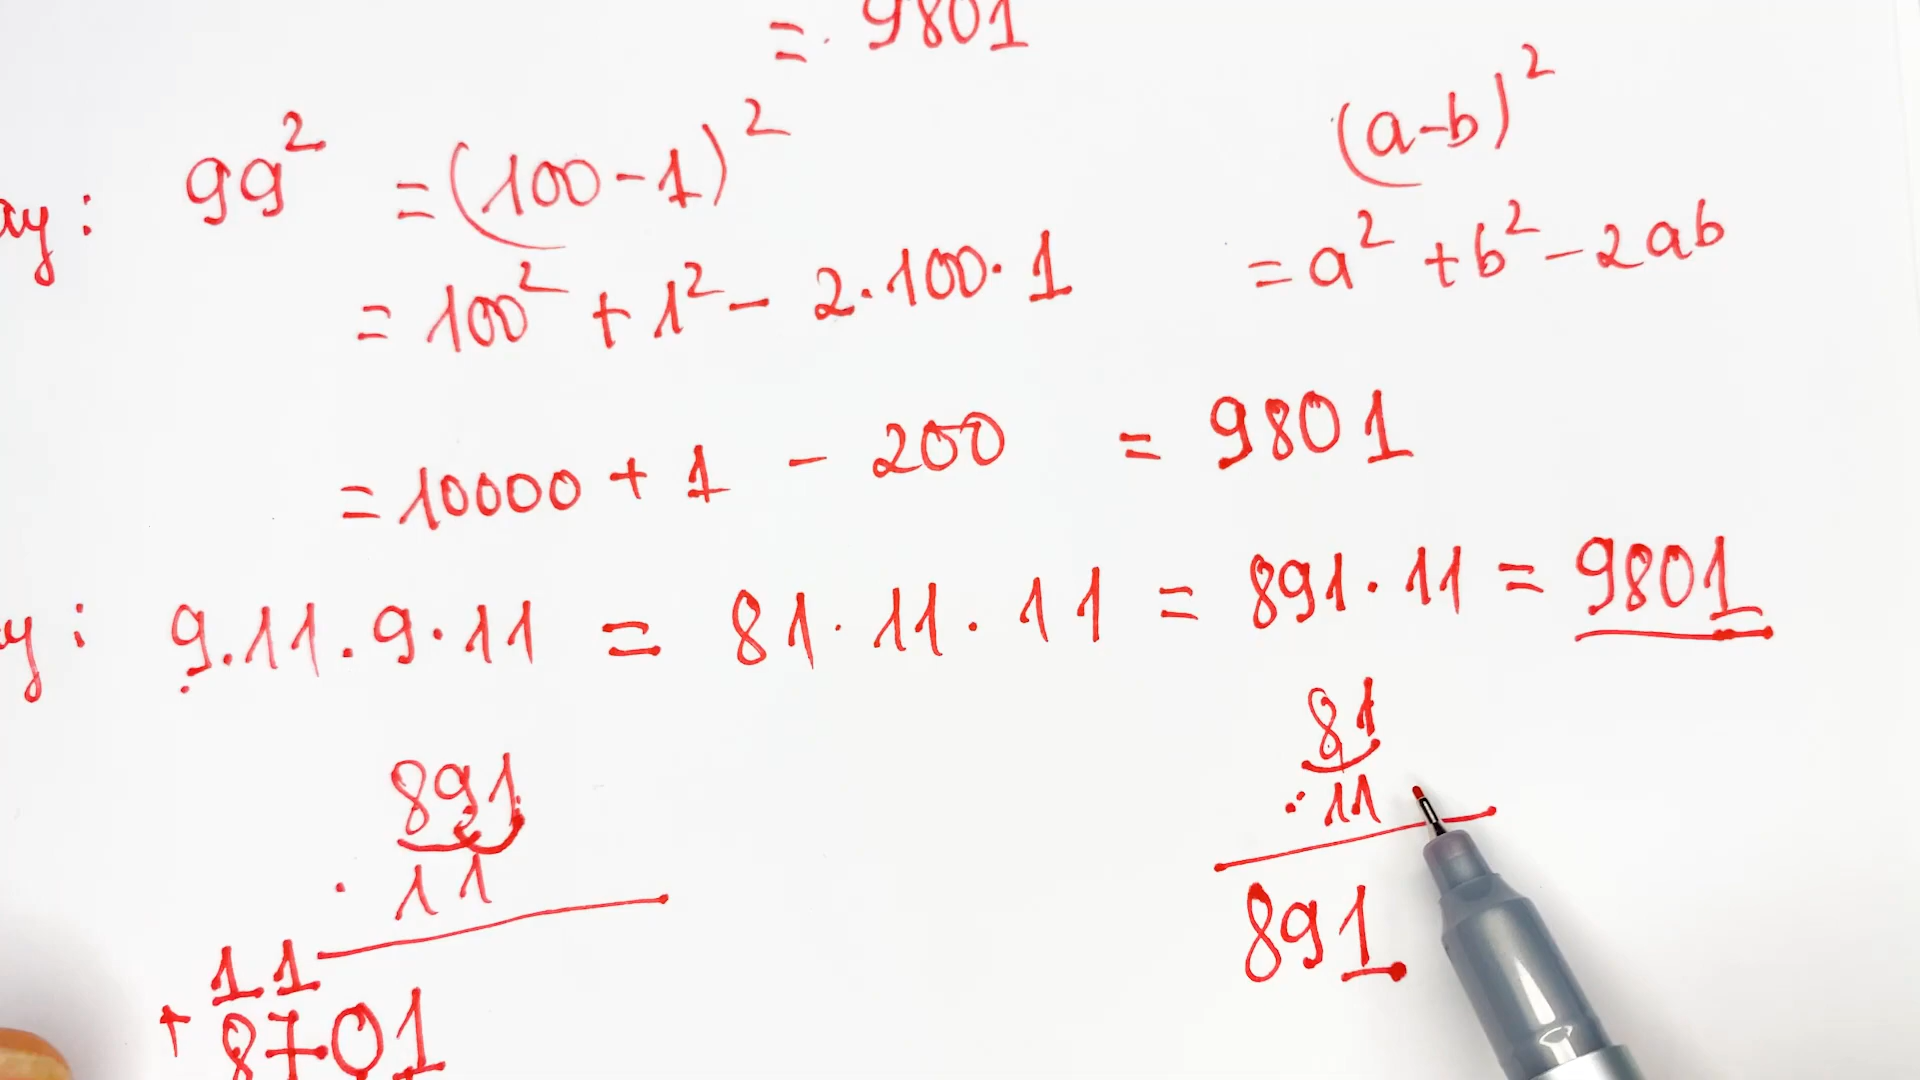 = 9801
ay: 99² = (100-1)²
= 100² + 1² - 2·100·1
= 10000 + 1 - 200 = 9801
(a-b)²
= a² + b² - 2ab
y: 9.11.9.11 = 81.11.11 = 891.11 = 9801
891
. 11
11
+ 8701
81
. 11
891